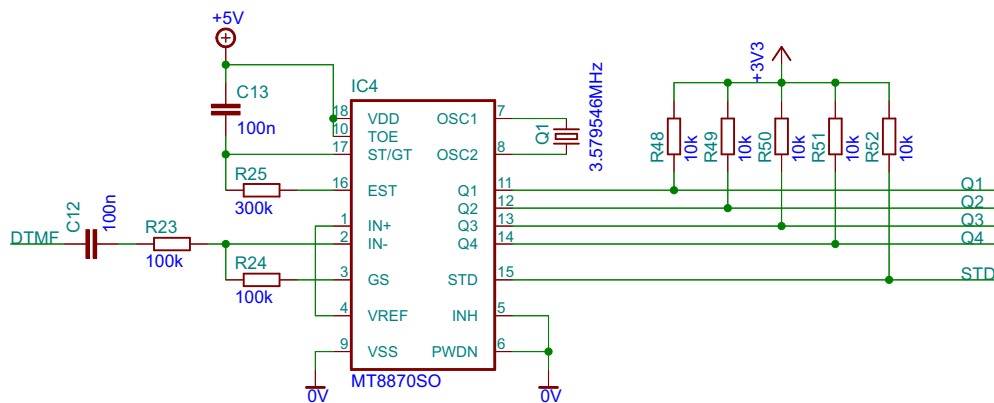 +5V
C13
100n
R25
300k
C12
100n
DTMF
R23
100k
R24
100k
IC4
18 VDD
10 TOE
17 ST/GT
16 EST
1 IN+
2 IN-
3 GS
4 VREF
9 VSS
OSC1 7
OSC2 8
Q1 11
Q2 12
Q3 13
Q4 14
STD 15
INH 5
PWDN 6
MT8870SO
0V
0V
Q1
3.579546MHz
+3V3
R48
10k
R49
10k
R50
10k
R51
10k
R52
10k
Q1
Q2
Q3
Q4
STD